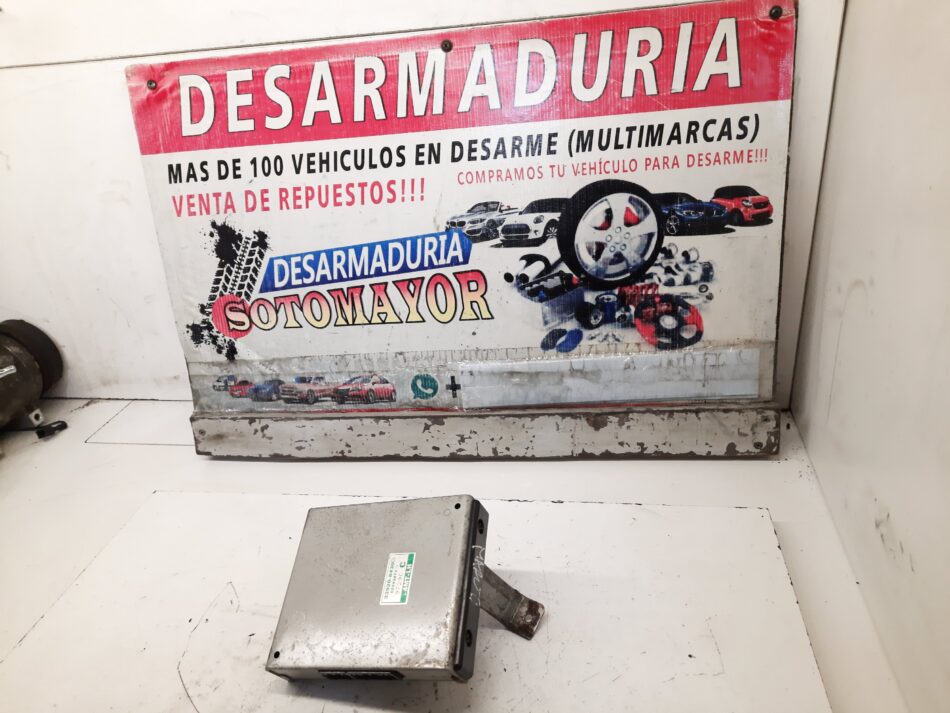 DESARMADURIA
MAS DE 100 VEHICULOS EN DESARME (MULTIMARCAS)
VENTA DE REPUESTOS!!!
COMPRAMOS TU VEHÍCULO PARA DESARME!!!
DESARMADURIA
SOTOMAYOR
+